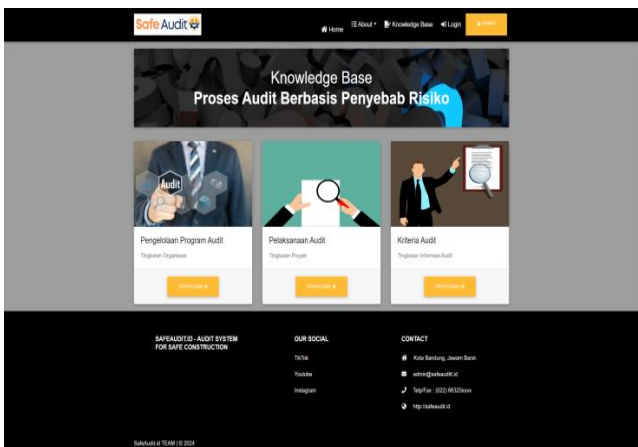 Safe Audit
Home
About
Knowledge Base
Login
Knowledge Base
Proses Audit Berbasis Penyebab Risiko
Audit
Pengelolaan Program Audit
Tingkatan Organisasi
Pelaksanaan Audit
Tingkatan Proyek
Kriteria Audit
Tingkatan Informasi Audit
SAFEAUDIT.ID - AUDIT SYSTEM
FOR SAFE CONSTRUCTION
OUR SOCIAL
TikTok
Youtube
Instagram
CONTACT
Kota Bandung, Jawam Barat.
admin@safeauditt.id
Telp/Fax : (022) 66320xxxx
http://safeaudit.id
SafeAudit.id TEAM | © 2024